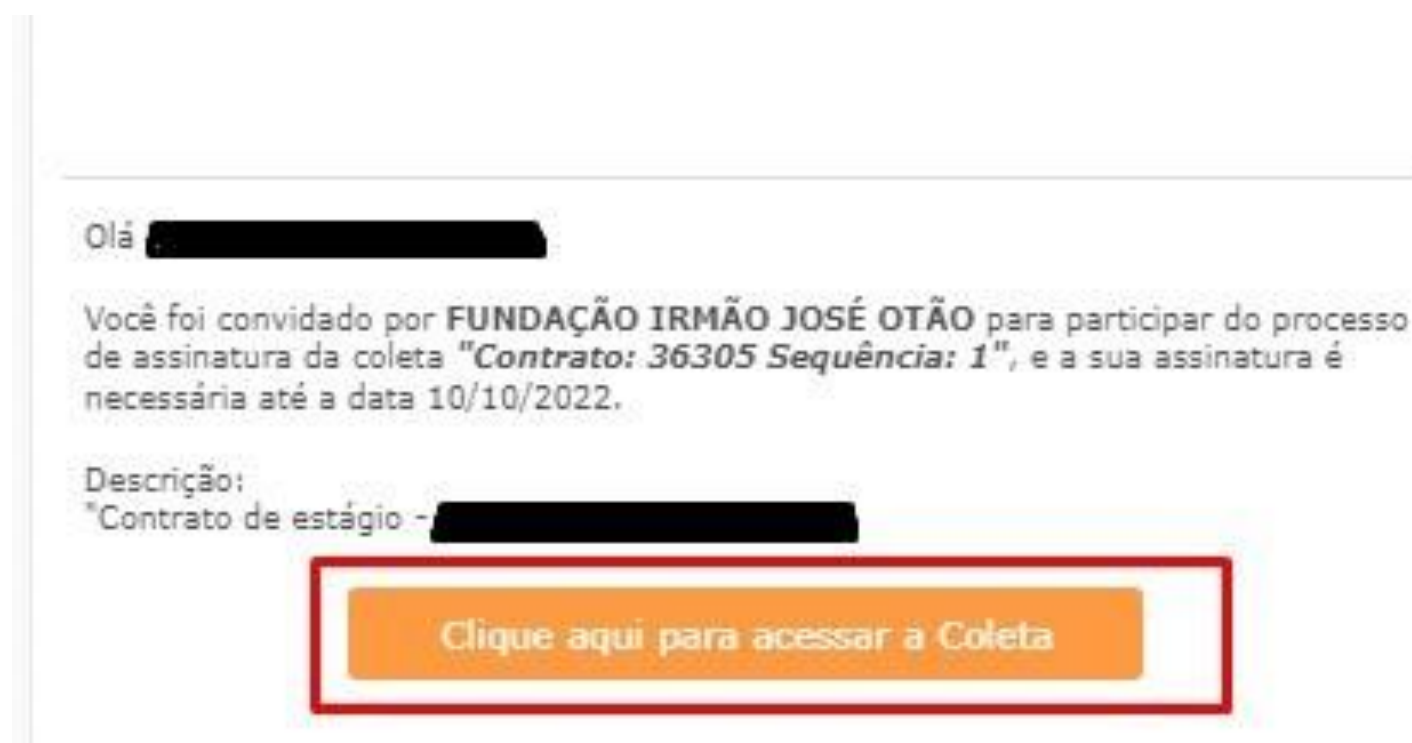 Olá
Você foi convidado por FUNDAÇÃO IRMÃO JOSÉ OTÃO para participar do processo
de assinatura da coleta "Contrato: 36305 Sequência: 1", e a sua assinatura é
necessária até a data 10/10/2022.
Descrição:
"Contrato de estágio -
Clique aqui para acessar a Coleta